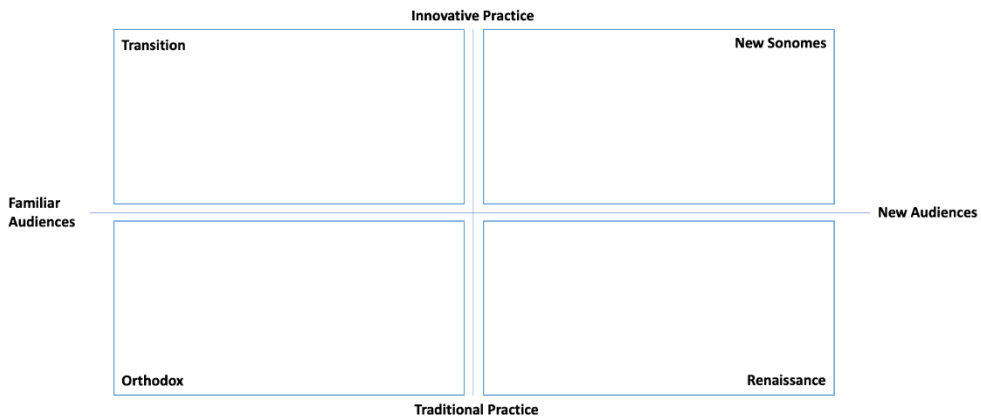 Innovative Practice
Transition
New Sonomes
Familiar
Audiences
New Audiences
Orthodox
Renaissance
Traditional Practice